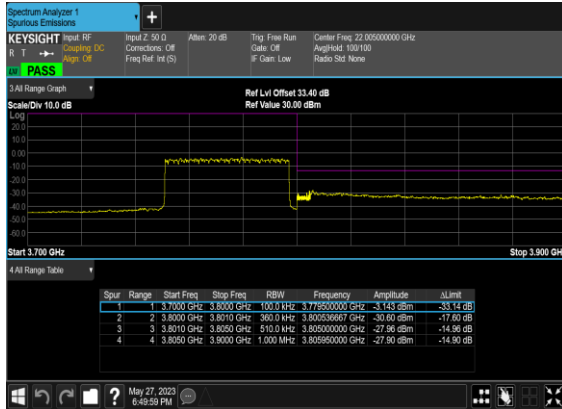 Spectrum Analyzer 1
Spurious Emissions
+
KEYSIGHT Input: RF Input Z: 50 Ω Atten: 20 dB Trig: Free Run Center Freq: 22.005000000 GHz
R T Coupling: DC Corrections: Off Gate: Off Avg|Hold: 100/100
Align: Off Freq Ref: Int (S) IF Gain: Low Radio Std: None
PASS
3 All Range Graph
Ref Lvl Offset 33.40 dB
Scale/Div 10.0 dB Ref Value 30.00 dBm
Log
20.0
10.0
0.00
-10.0
-20.0
-30.0
-40.0
-50.0
-60.0
Start 3.700 GHz Stop 3.900 GH
4 All Range Table
Spur Range Start Freq Stop Freq RBW Frequency Amplitude ΔLimit
1 1 3.7000 GHz 3.8000 GHz 100.0 kHz 3.779500000 GHz -3.143 dBm -33.14 dB
2 2 3.8000 GHz 3.8010 GHz 360.0 kHz 3.800536667 GHz -30.60 dBm -17.60 dB
3 3 3.8010 GHz 3.8050 GHz 510.0 kHz 3.805000000 GHz -27.96 dBm -14.96 dB
4 4 3.8050 GHz 3.9000 GHz 1.000 MHz 3.805950000 GHz -27.90 dBm -14.90 dB
? May 27, 2023
6:49:59 PM